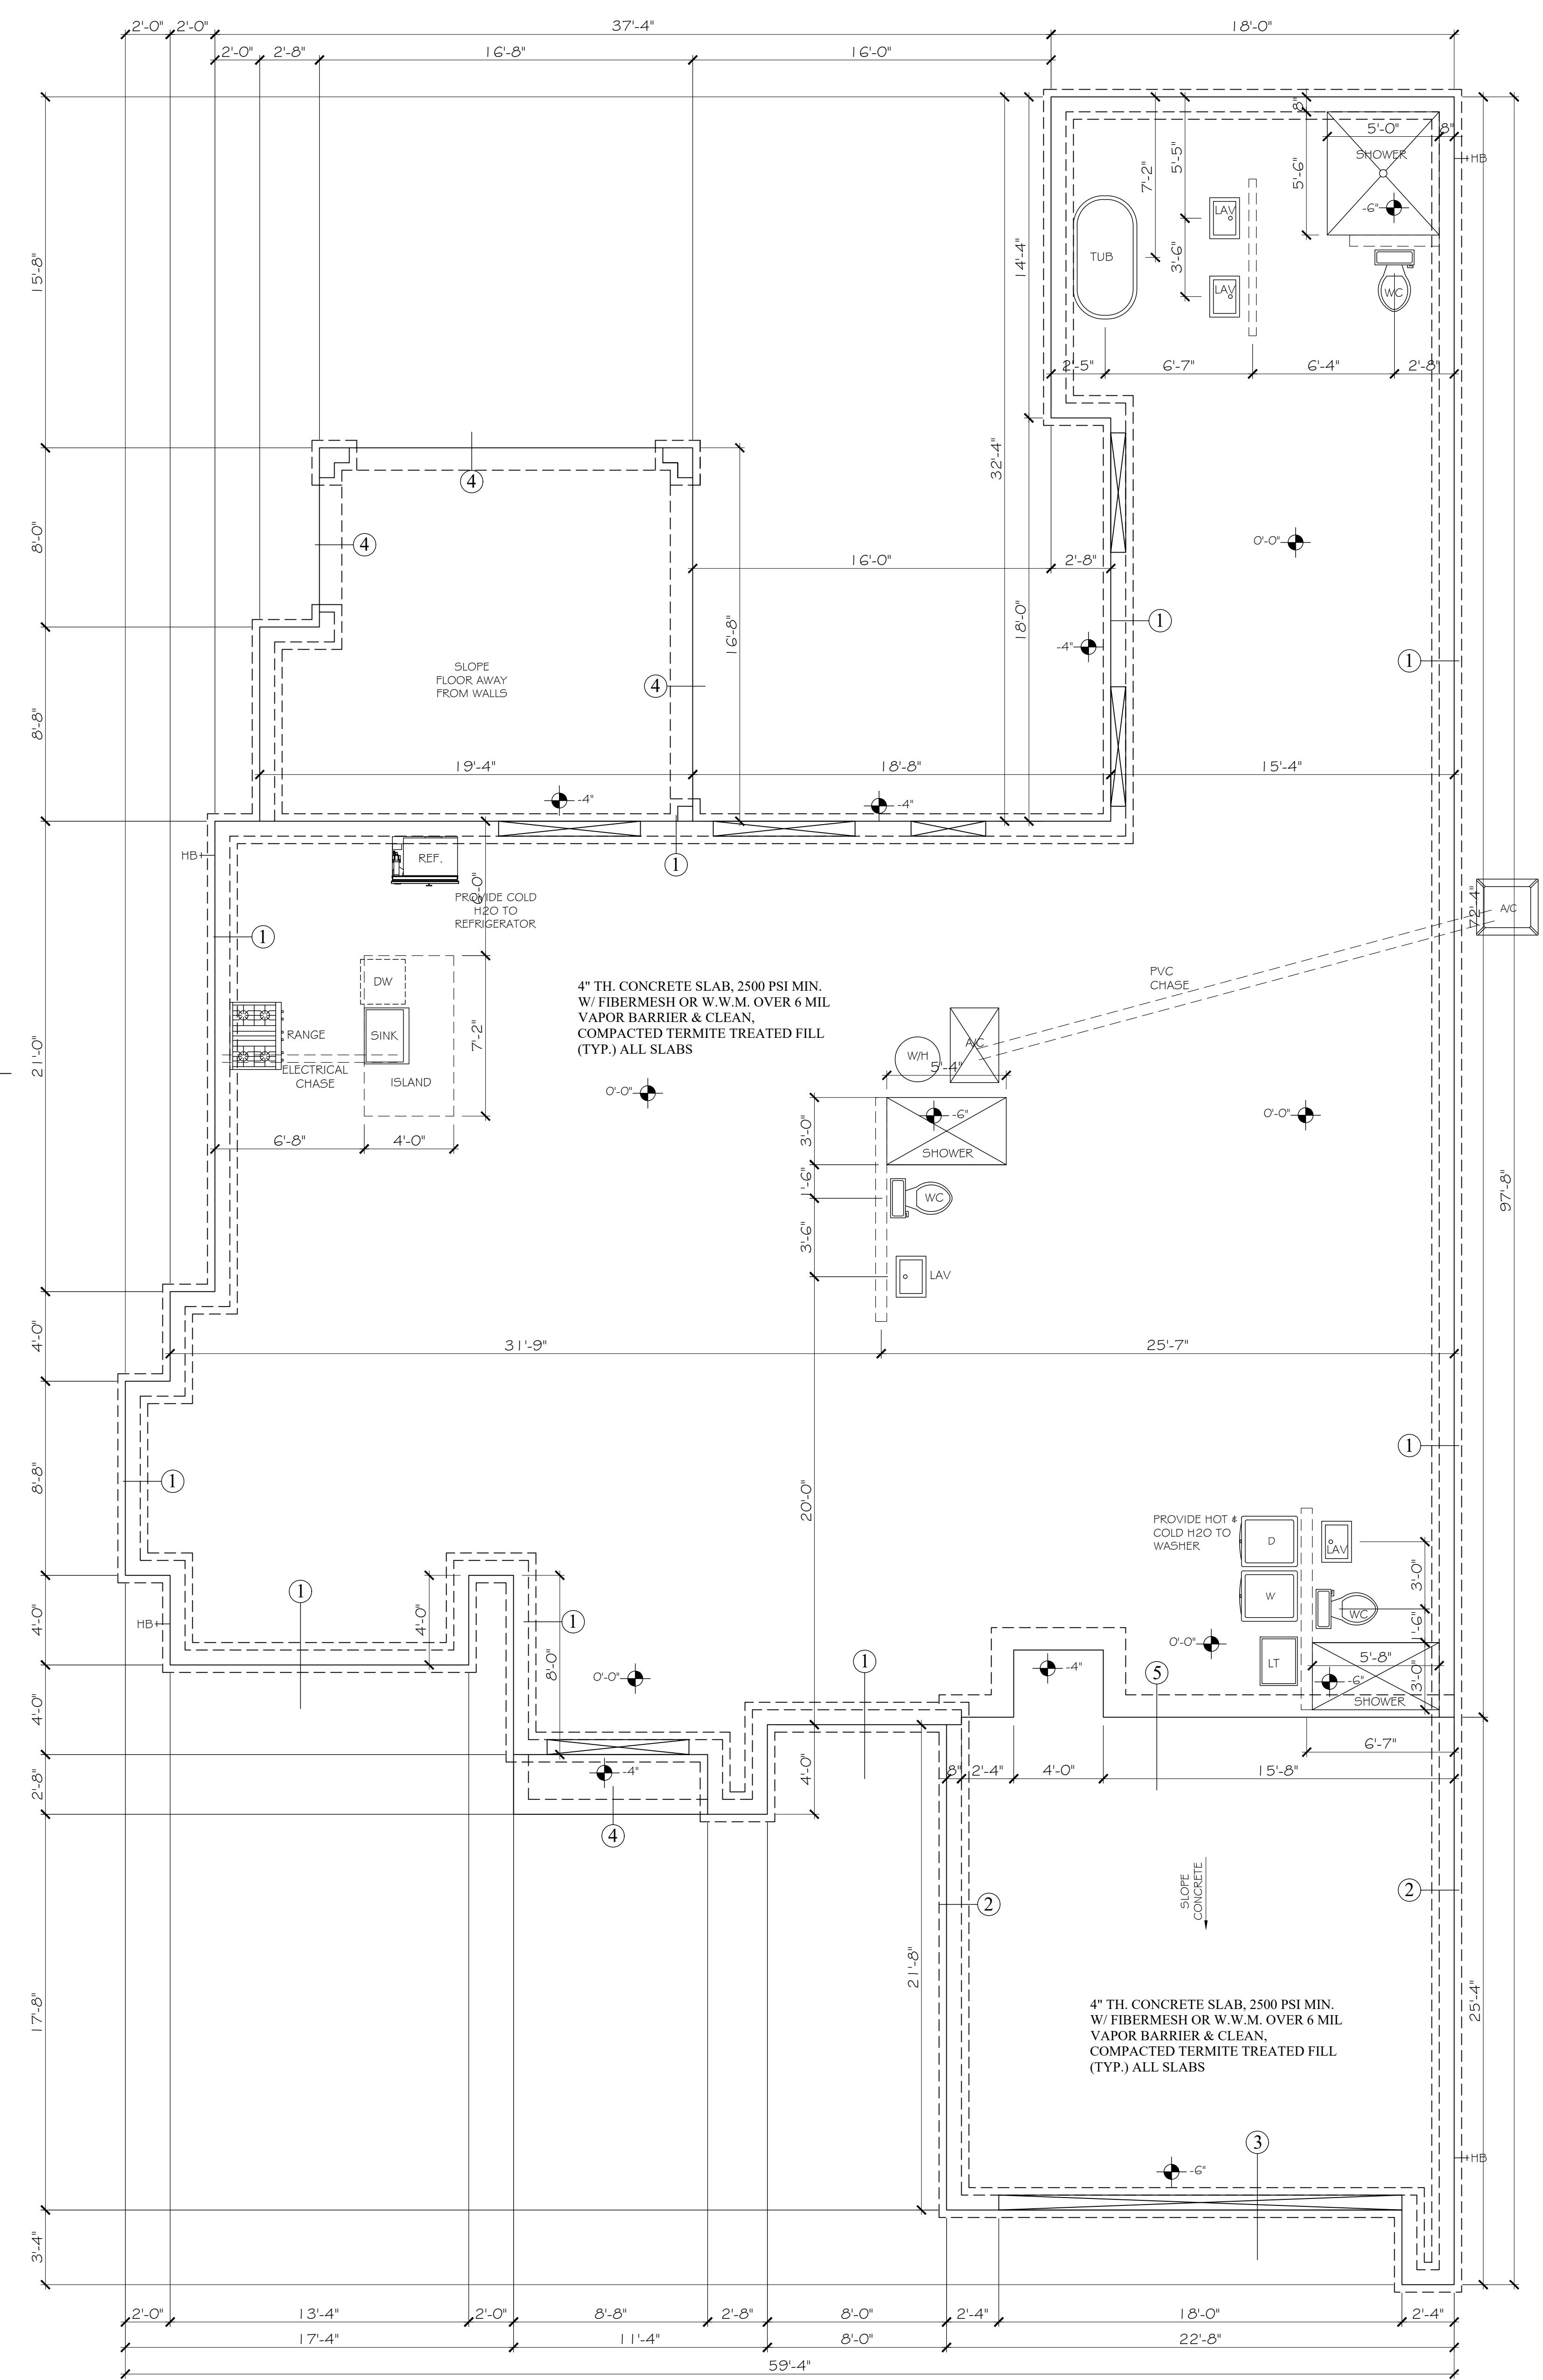 2'-0" 2'-0" 37'-4" 18'-0"
2'-0" 2'-8" 16'-8" 16'-0"
8"
5'-0" 8"
SHOWER
HB
5'-5"
7'-2"
5'-6"
-6"
LAV
TUB
3'-6"
14'-4"
15'-8"
LAV
WC
2'-5" 6'-7" 6'-4" 2'-8"
32'-4"
4
4
8'-0"
0'-0"
16'-0" 2'-8"
18'-0"
1
16'-8"
-4"
1
SLOPE
FLOOR AWAY
FROM WALLS
4
8'-8"
19'-4" 18'-8" 15'-4"
-4"
-4"
HB
REF.
1
6'-0"
PROVIDE COLD
H2O TO
REFRIGERATOR
72'-4"
A/C
1
PVC
CHASE
DW
4" TH. CONCRETE SLAB, 2500 PSI MIN.
W/ FIBERMESH OR W.W.M. OVER 6 MIL
VAPOR BARRIER & CLEAN,
COMPACTED TERMITE TREATED FILL
(TYP.) ALL SLABS
RANGE
SINK
7'-2"
21'-0"
A/C
W/H
5'-4"
ELECTRICAL
CHASE
ISLAND
0'-0"
0'-0"
-6"
3'-0"
SHOWER
6'-8" 4'-0"
1'-6"
97'-8"
WC
3'-6"
LAV
4'-0"
31'-9" 25'-7"
1
1
8'-8"
20'-0"
PROVIDE HOT &
COLD H2O TO
WASHER
D
LAV
3'-0"
1
W
WC
1
HB
4'-0"
4'-0"
1'-6"
0'-0"
8'-0"
1
5
-4"
LT
5'-8"
0'-0"
-6"
3'-0"
SHOWER
4'-0"
6'-7"
-4"
8" 2'-4" 4'-0" 15'-8"
2'-8"
4'-0"
4
SLOPE
CONCRETE
2
2
21'-8"
17'-8"
25'-4"
4" TH. CONCRETE SLAB, 2500 PSI MIN.
W/ FIBERMESH OR W.W.M. OVER 6 MIL
VAPOR BARRIER & CLEAN,
COMPACTED TERMITE TREATED FILL
(TYP.) ALL SLABS
3
HB
-6"
3'-4"
2'-0" 13'-4" 2'-0" 8'-8" 2'-8" 8'-0" 2'-4" 18'-0" 2'-4"
17'-4" 11'-4" 8'-0" 22'-8"
59'-4"